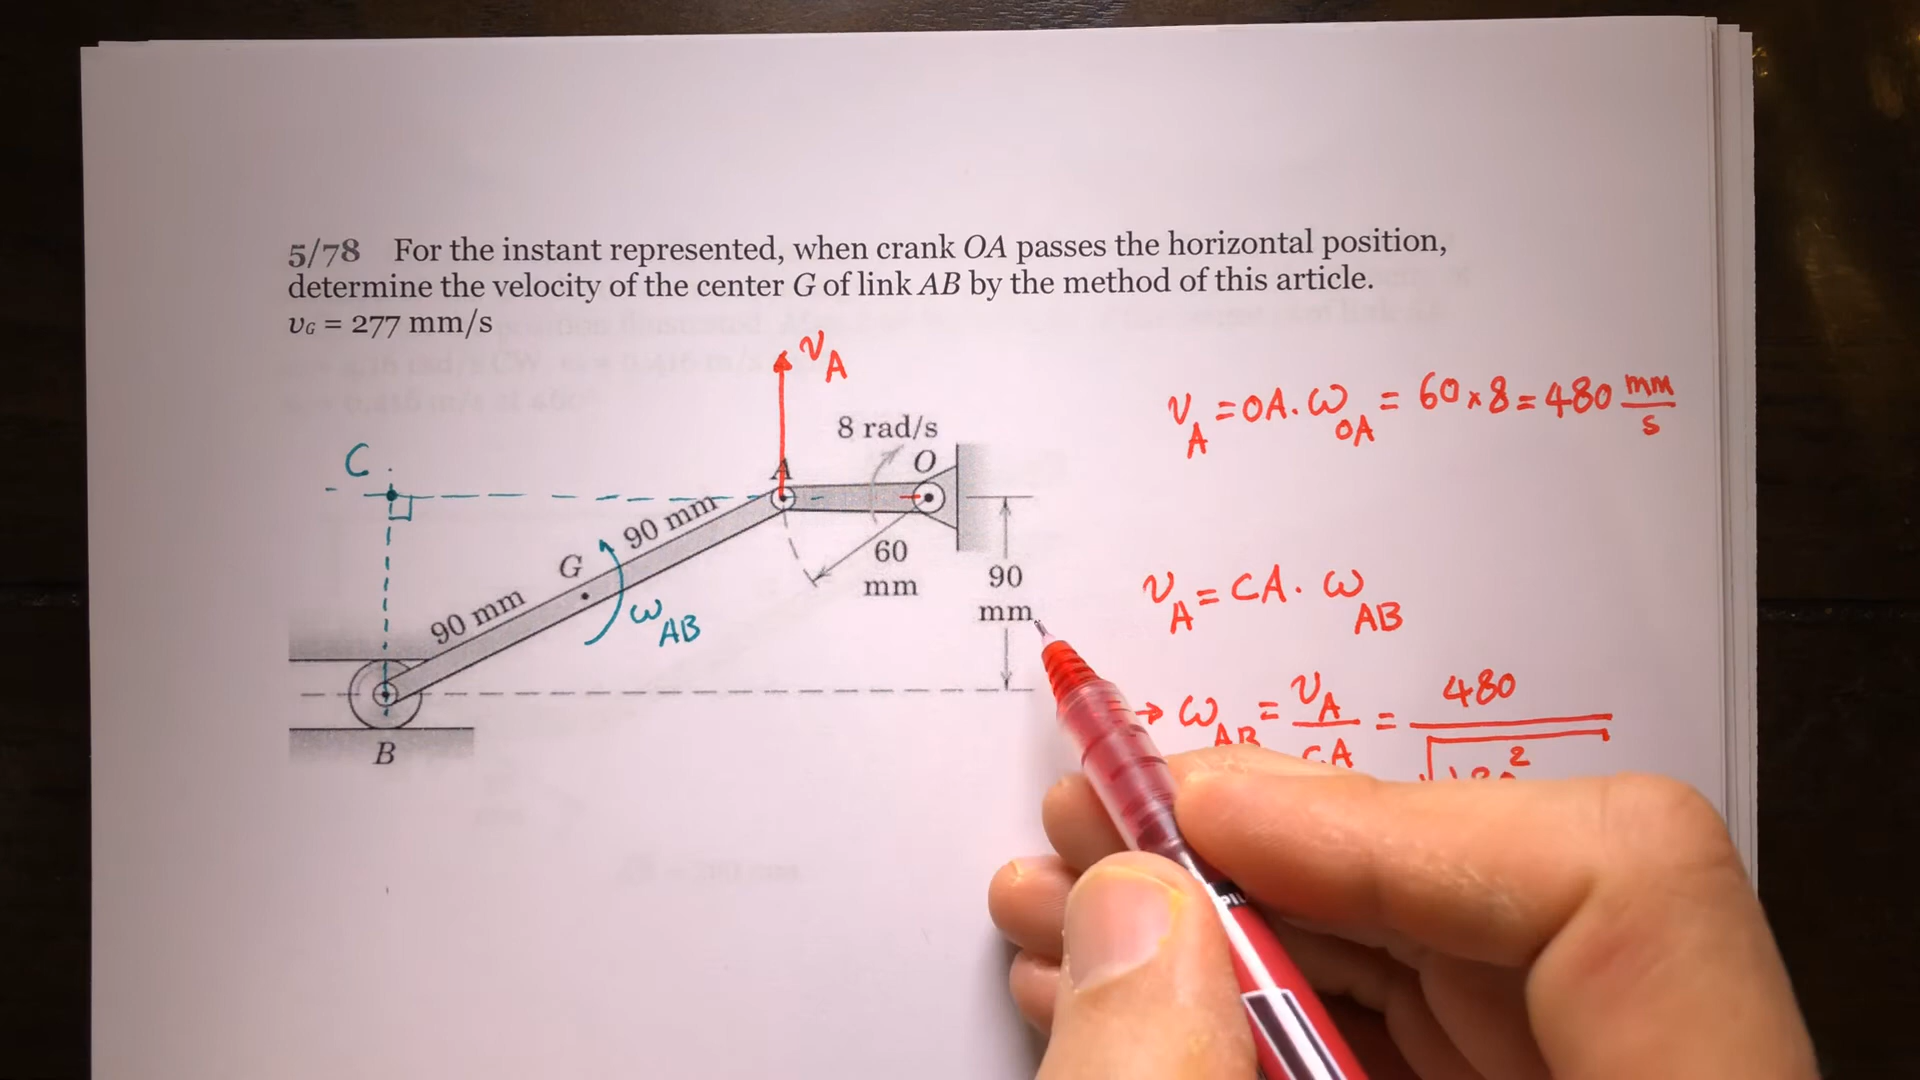 5/78 For the instant represented, when crank OA passes the horizontal position,
determine the velocity of the center G of link AB by the method of this article.
vG = 277 mm/s
vA
8 rad/s
C
A
O
90 mm
G
60
mm
90
mm
90 mm
ωAB
B
vA = OA. ωOA = 60 x 8 = 480 mm/s
vA = CA. ωAB
→ ωAB = vA/CA = 480/√
2